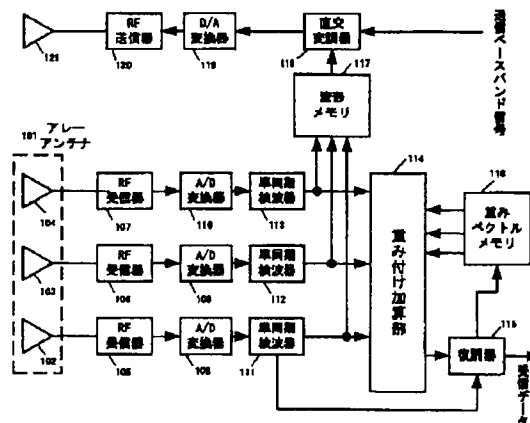 RF
送信器
D/A
変換器
直交
変調器
送信ベースバンド信号
121
120
119
118
117
メモリ
101 アレー
アンテナ
114
116
RF
受信器
A/D
変換器
準同期
検波器
重み
ベクトル
メモリ
104
107
110
113
重み付け加算部
RF
受信器
A/D
変換器
準同期
検波器
103
106
109
112
115
RF
受信器
A/D
変換器
準同期
検波器
復調器
102
105
108
111
受信データ